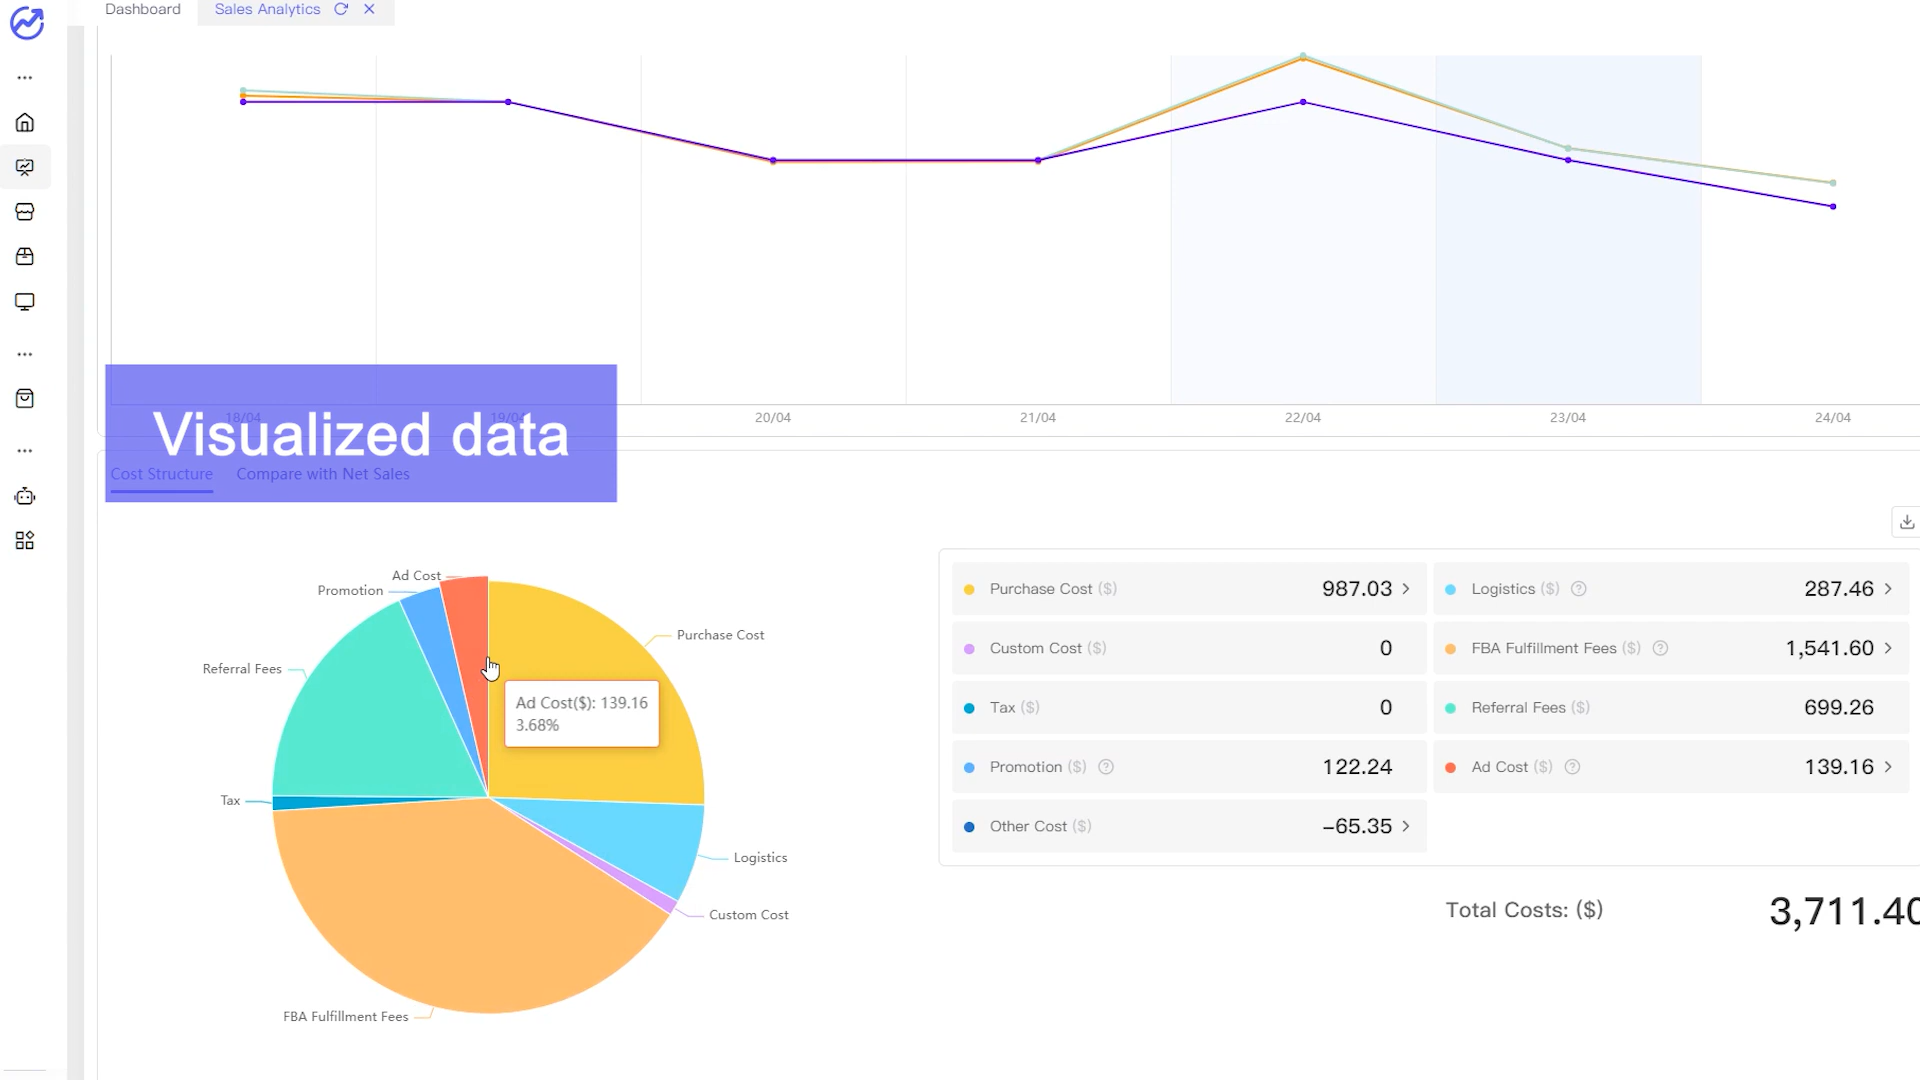 Dashboard
Sales Analytics
18/04
19/04
20/04
21/04
22/04
23/04
24/04
Visualized data
Cost Structure
Compare with Net Sales
Ad Cost
Promotion
Purchase Cost
Referral Fees
Ad Cost($): 139.16
3.68%
Tax
Logistics
Custom Cost
FBA Fulfillment Fees
Purchase Cost ($) 987.03
Logistics ($) 287.46
Custom Cost ($) 0
FBA Fulfillment Fees ($) 1,541.60
Tax ($) 0
Referral Fees ($) 699.26
Promotion ($) 122.24
Ad Cost ($) 139.16
Other Cost ($) −65.35
Total Costs: ($) 3,711.40